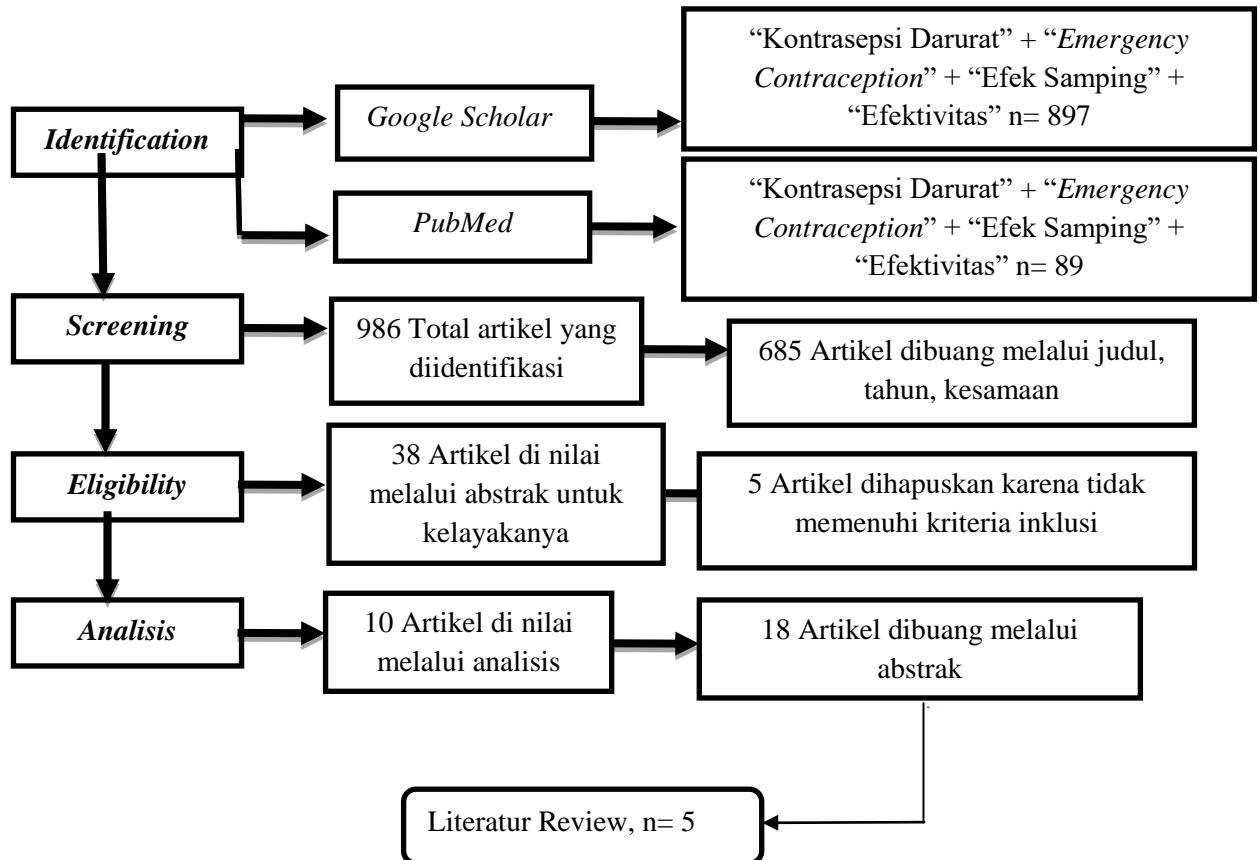 “Kontrasepsi Darurat” + “Emergency
Contraception” + “Efek Samping” +
“Efektivitas” n= 897
Google Scholar
Identification
“Kontrasepsi Darurat” + “Emergency
Contraception” + “Efek Samping” +
“Efektivitas” n= 89
PubMed
Screening
986 Total artikel yang
diidentifikasi
685 Artikel dibuang melalui judul,
tahun, kesamaan
Eligibility
38 Artikel di nilai
melalui abstrak untuk
kelayakanya
5 Artikel dihapuskan karena tidak
memenuhi kriteria inklusi
Analisis
10 Artikel di nilai
melalui analisis
18 Artikel dibuang melalui
abstrak
Literatur Review, n= 5